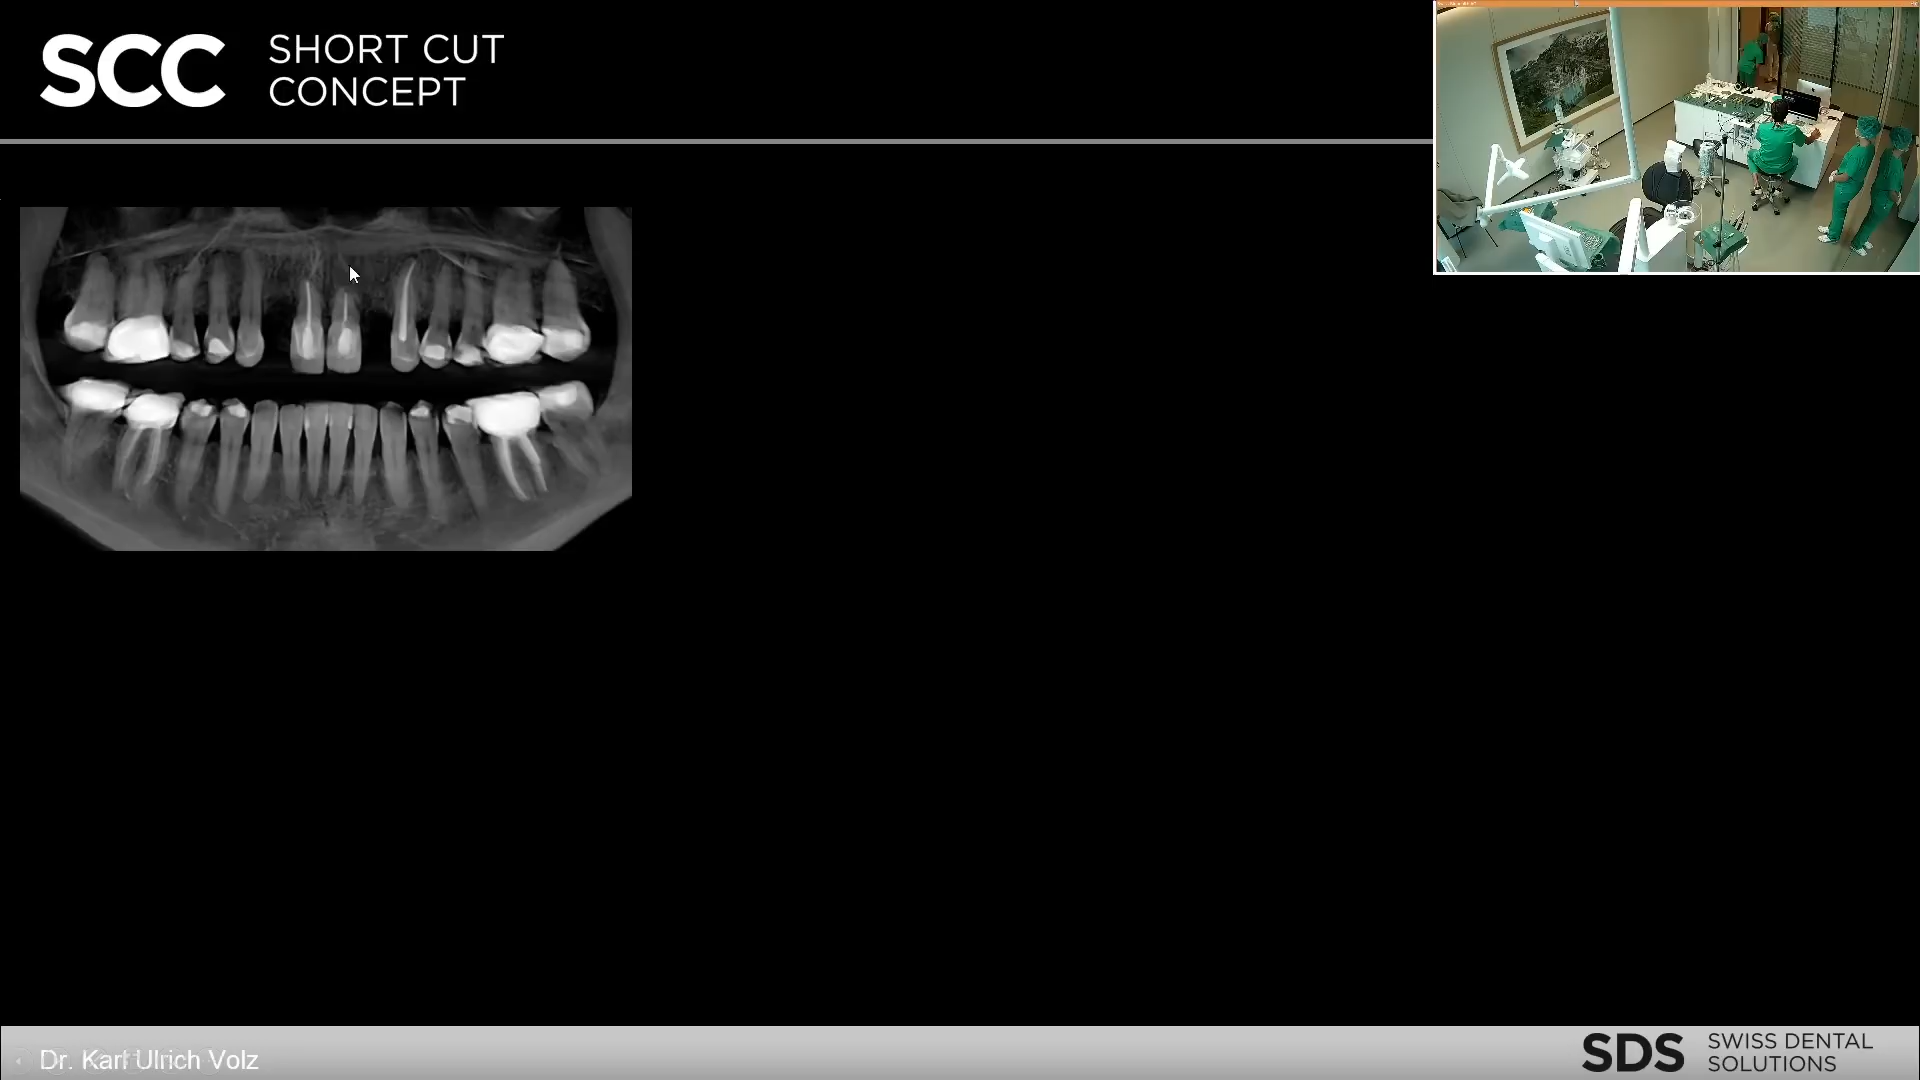 SCC
SHORT CUT
CONCEPT
Dr. Karl Ulrich Volz
SDS
SWISS DENTAL
SOLUTIONS